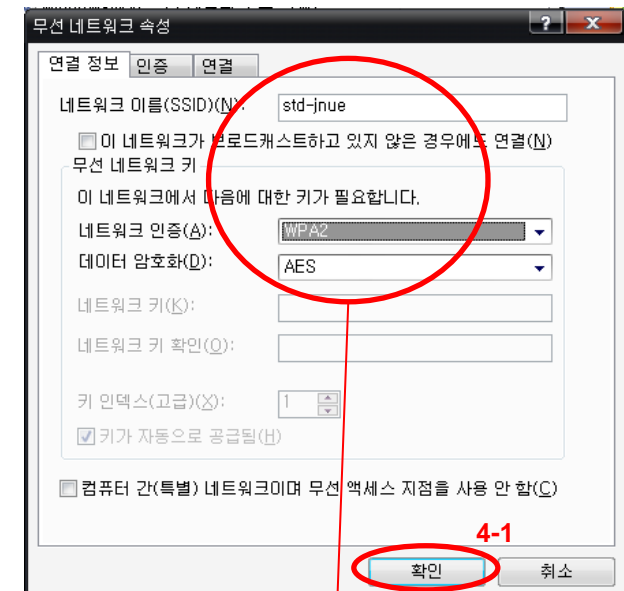 무선 네트워크 속성
연결 정보 인증 연결
네트워크 이름(SSID)(N): std-jnue
이 네트워크가 브로드캐스트하고 있지 않은 경우에도 연결(N)
무선 네트워크 키
이 네트워크에서 다음에 대한 키가 필요합니다.
네트워크 인증(A): WPA2
데이터 암호화(D): AES
네트워크 키(K):
네트워크 키 확인(O):
키 인덱스(고급)(X): 1
키가 자동으로 공급됨(H)
컴퓨터 간(특별) 네트워크이며 무선 액세스 지점을 사용 안 함(C)
4-1
확인 취소